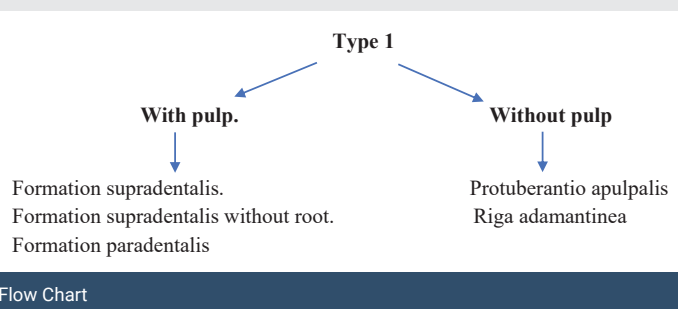 Type 1
With pulp.
Without pulp
Formation supradentalis.
Formation supradentalis without root.
Formation paradentalis
Protuberantio apulpalis
Riga adamantinea
Flow Chart